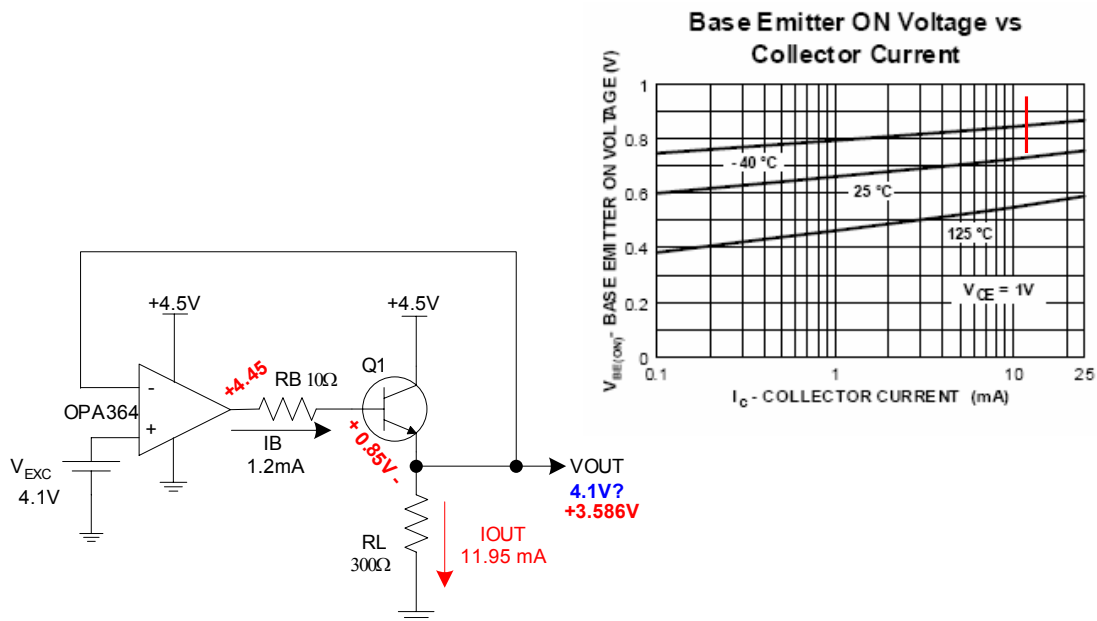 Base Emitter ON Voltage vs
Collector Current
V BE(ON)- BASE EMITTER ON VOLTAGE (V)
1
0.8
0.6
0.4
0.2
0
- 40 °C
25 °C
125 °C
V CE = 1V
0.1
1
10
25
I C - COLLECTOR CURRENT (mA)
+4.5V
+4.5V
Q1
+4.45
RB 10Ω
-
OPA364
+
IB
1.2mA
+ 0.85V -
VEXC
4.1V
VOUT
4.1V?
+3.586V
RL
300Ω
IOUT
11.95 mA